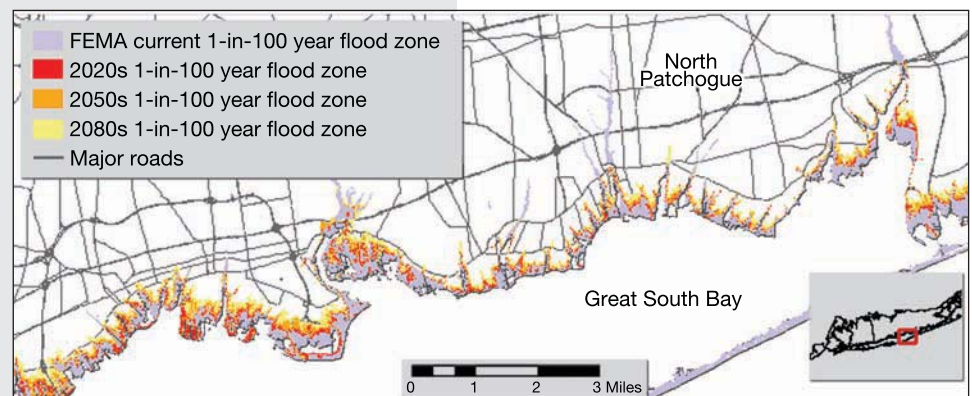 FEMA current 1-in-100 year flood zone
2020s 1-in-100 year flood zone
2050s 1-in-100 year flood zone
2080s 1-in-100 year flood zone
Major roads
North
Patchogue
Great South Bay
0 1 2 3 Miles